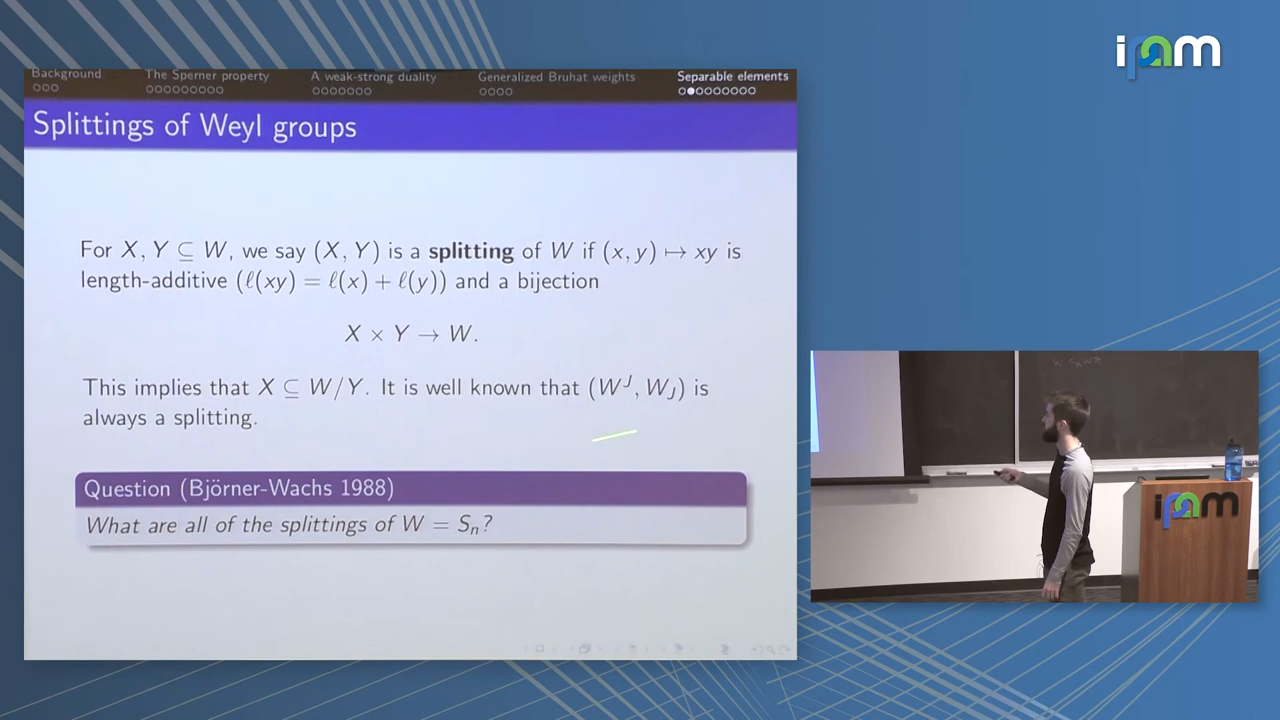 ipam
Background
The Sperner property
A weak-strong duality
Generalized Bruhat weights
Separable elements
Splittings of Weyl groups
For X, Y ⊆ W, we say (X, Y) is a splitting of W if (x, y) ↦ xy is
length-additive (ℓ(xy) = ℓ(x) + ℓ(y)) and a bijection
X × Y → W.
This implies that X ⊆ W/Y. It is well known that (Wᴶ, W_J) is
always a splitting.
Question (Björner-Wachs 1988)
What are all of the splittings of W = Sₙ?
ipam